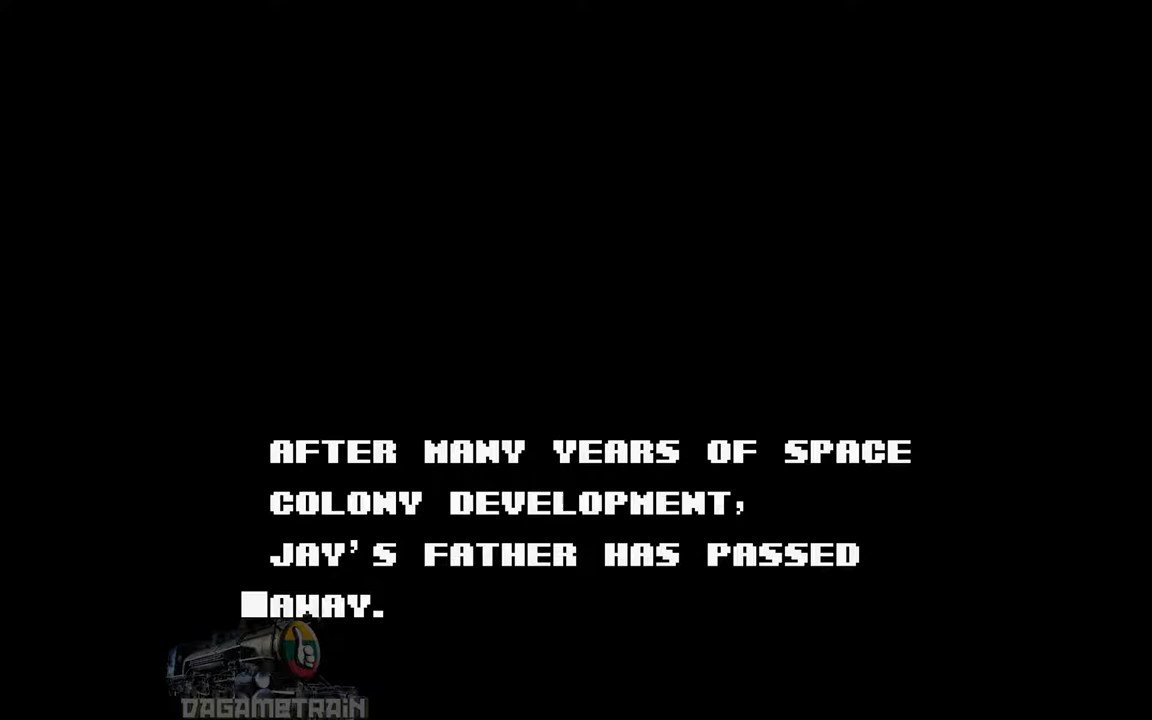 AFTER MANY YEARS OF SPACE
COLONY DEVELOPMENT,
JAY'S FATHER HAS PASSED
AWAY.
DAGAMETRAIN